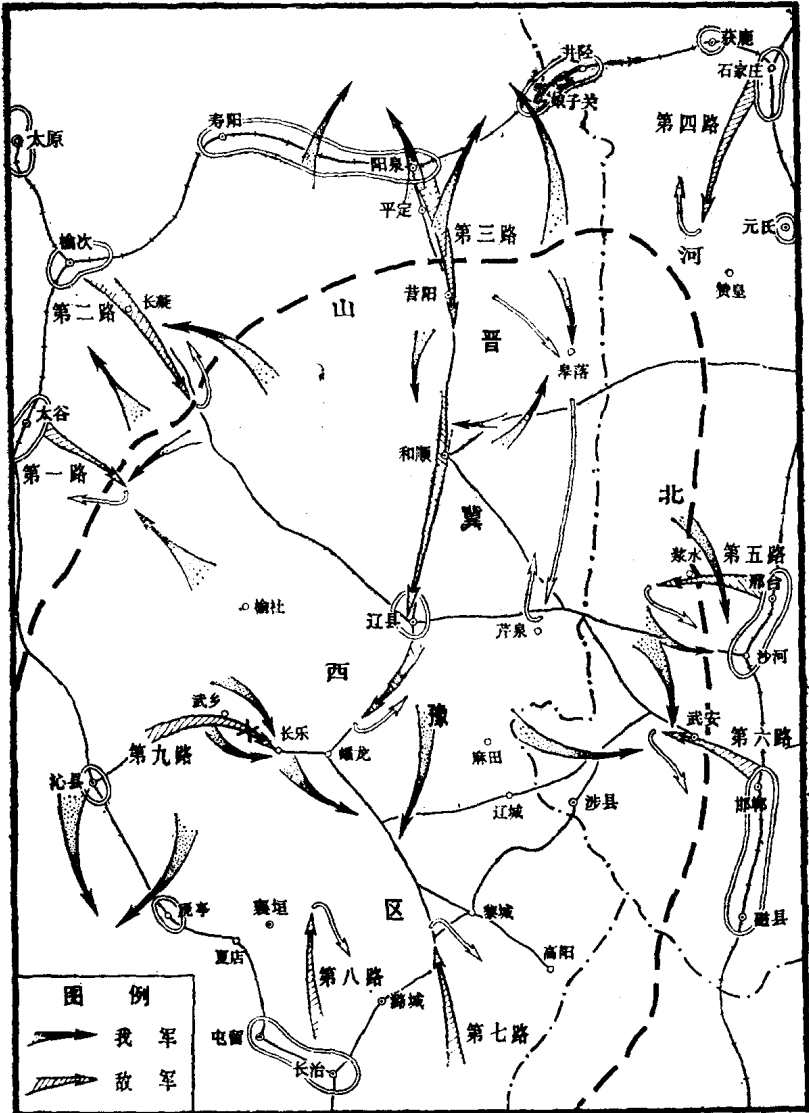 获鹿
井陉
石家庄
娘子关
太原
寿阳
第四路
阳泉
平定
元氏
第三路
河
榆次
赞皇
昔阳
长凝
山
第二路
晋
皋落
太谷
和顺
第一路
北
冀
浆水
第五路
邢台
榆社
辽县
芹泉
沙河
西
武乡
豫
武安
第六路
长乐
第九路
蟠龙
麻田
沁县
邯郸
辽城
涉县
襄垣
区
虒亭
黎城
磁县
夏店
高阳
第八路
潞城
第七路
屯留
长治
图 例
我 军
敌 军